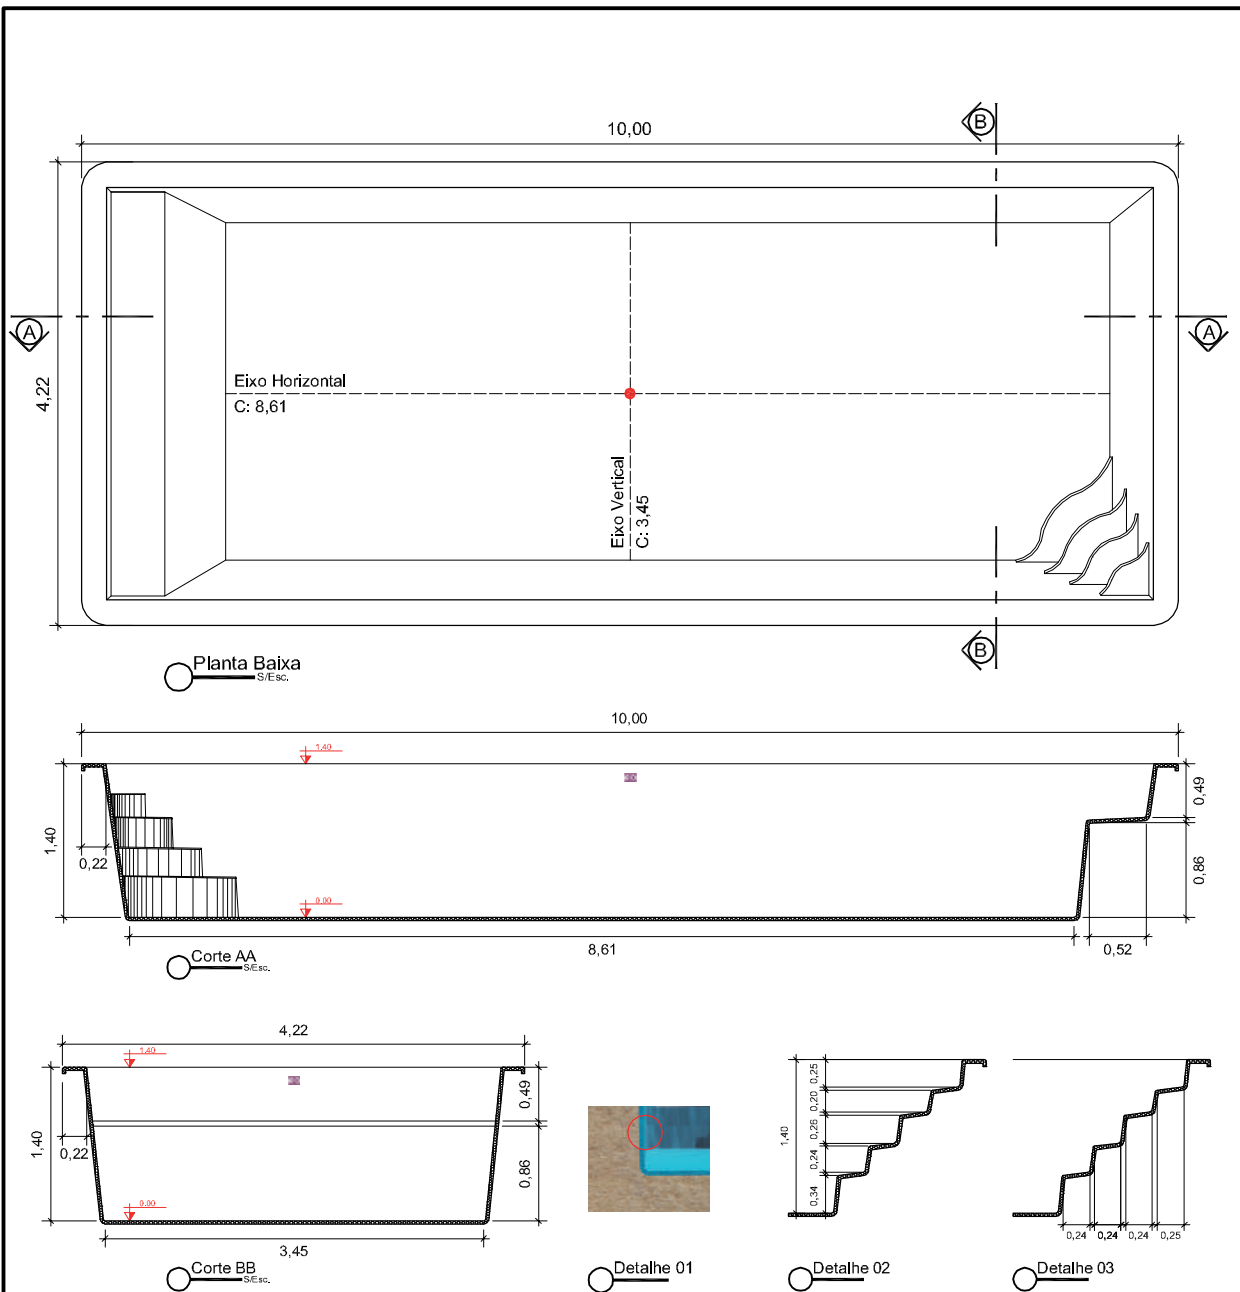 B
10,00
A
A
4,22
Eixo Horizontal
C: 8,61
Eixo Vertical
C: 3,45
B
Planta Baixa
S/Esc.
10,00
1.40
1,40
0,22
0,49
0,86
0.00
8,61
0,52
Corte AA
S/Esc.
4,22
1.40
1,40
0,22
0,49
0,86
0.00
3,45
Corte BB
S/Esc.
Detalhe 01
1,40
0,25
0,20
0,26
0,24
0,34
Detalhe 02
0,24
0,24
0,24
0,25
Detalhe 03